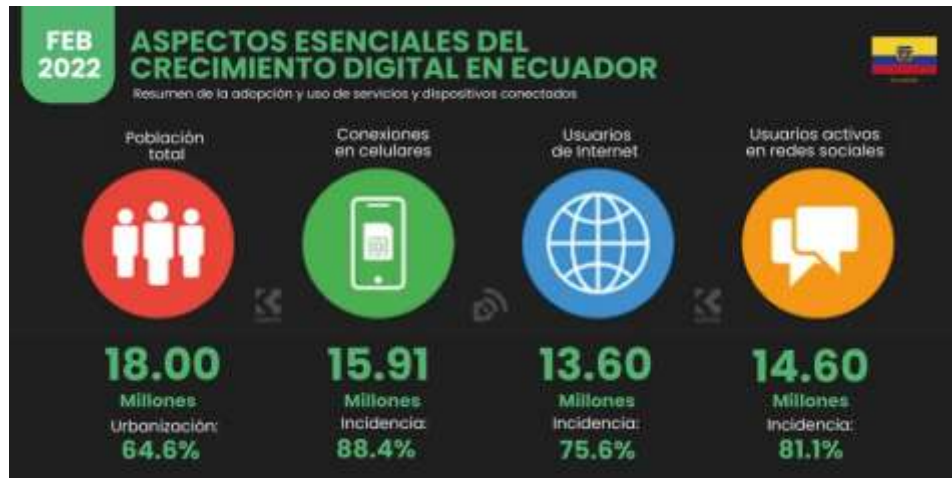 FEB
2022
ASPECTOS ESENCIALES DEL
CRECIMIENTO DIGITAL EN ECUADOR
Resumen de la adopción y uso de servicios y dispositivos conectados
Población
total
18.00
Millones
Urbanización:
64.6%
Conexiones
en celulares
15.91
Millones
Incidencia:
88.4%
Usuarios
de Internet
13.60
Millones
Incidencia:
75.6%
Usuarios activos
en redes sociales
14.60
Millones
Incidencia:
81.1%